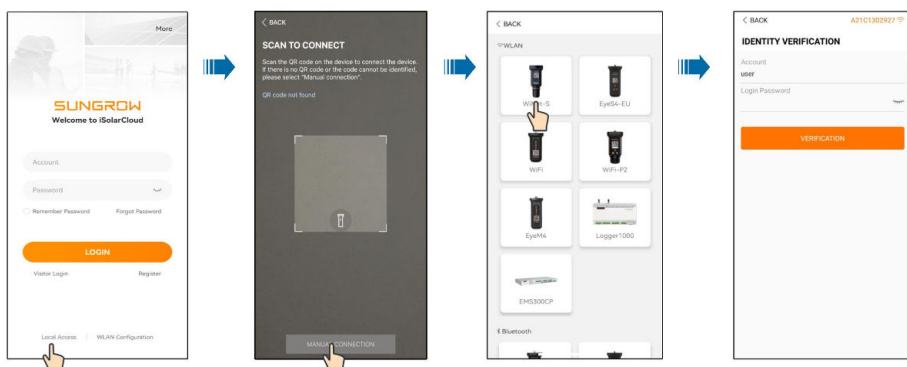 More
SUNGROW
Welcome to iSolarCloud
Account
Password
Remember Password Forgot Password
LOGIN
Visitor Login Register
Local Access | WLAN Configuration
BACK
SCAN TO CONNECT
Scan the QR code on the device to connect the device.
If there is no QR code or the code cannot be identified,
please select "Manual connection".
QR code not found
MANUAL CONNECTION
BACK
WLAN
EyeS4-EU
WiFi WiFi-P2
EyeM4 Logger1000
EMS300CP
Bluetooth
BACK A21C1302927
IDENTITY VERIFICATION
Account
user
Login Password
VERIFICATION